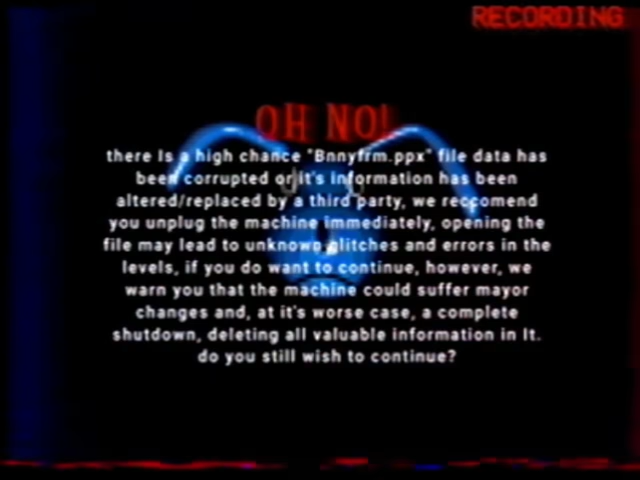 RECORDING
OH NO!
there is a high chance "Bnnyfrm.ppx" file data has
been corrupted or it's information has been
altered/replaced by a third party, we reccomend
you unplug the machine immediately, opening the
file may lead to unknown glitches and errors in the
levels, if you do want to continue, however, we
warn you that the machine could suffer mayor
changes and, at it's worse case, a complete
shutdown, deleting all valuable information in It.
do you still wish to continue?